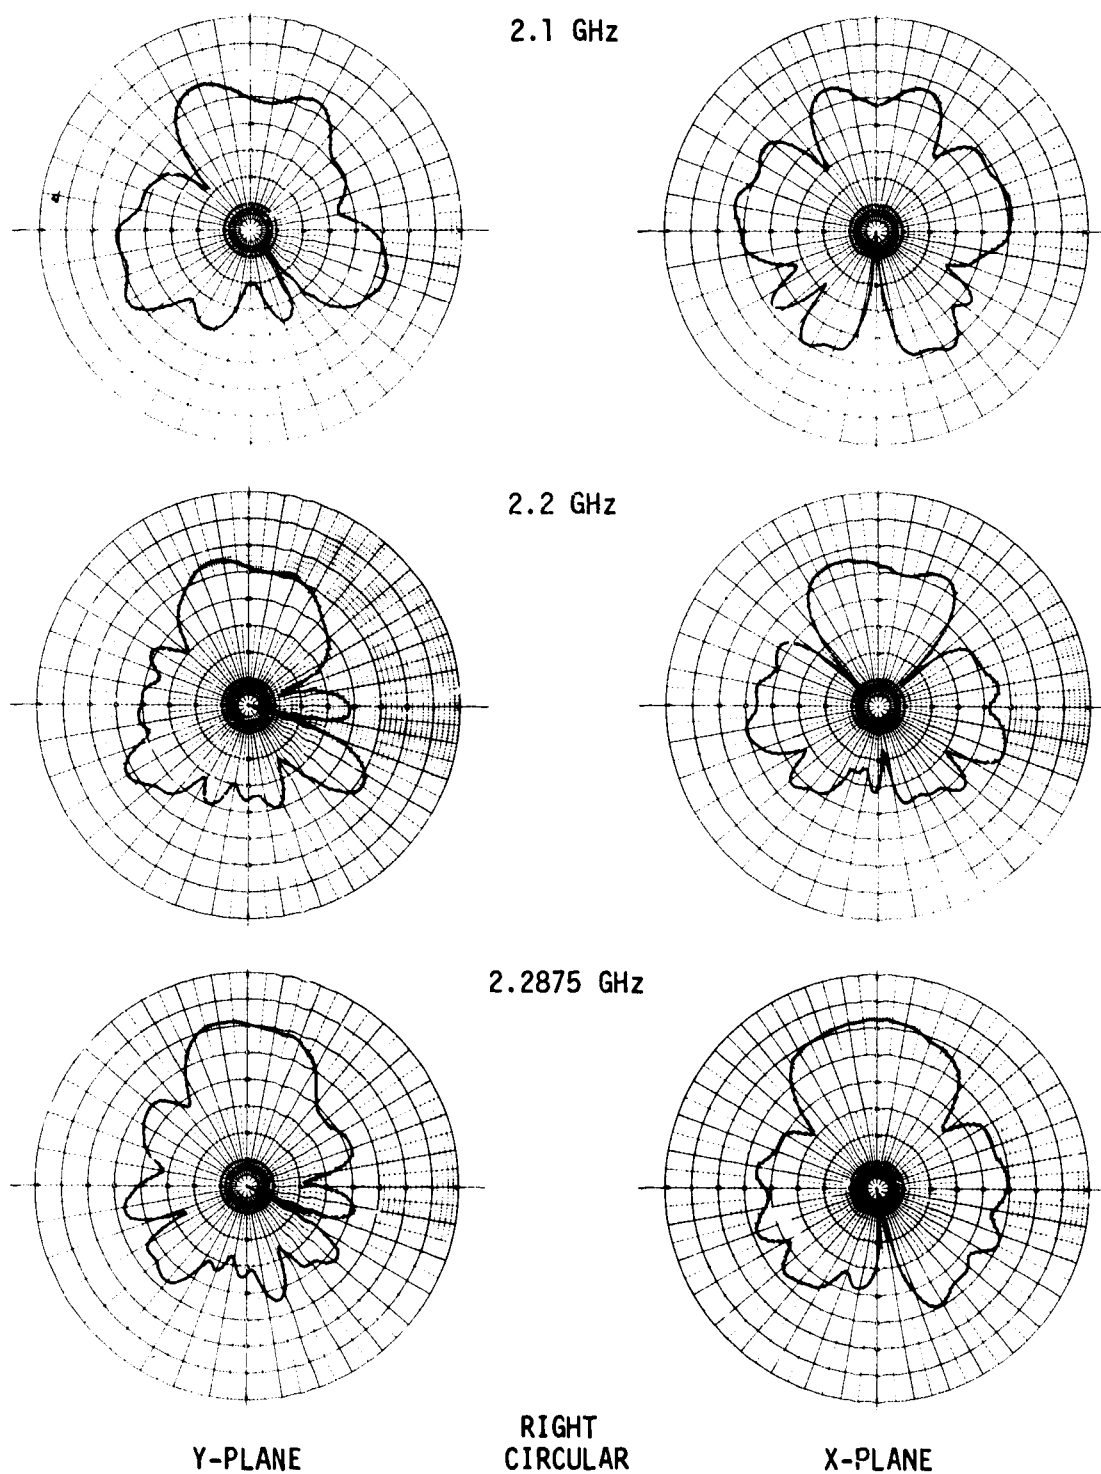 2.1 GHz
2.2 GHz
2.2875 GHz
Y-PLANE
RIGHT
CIRCULAR
X-PLANE